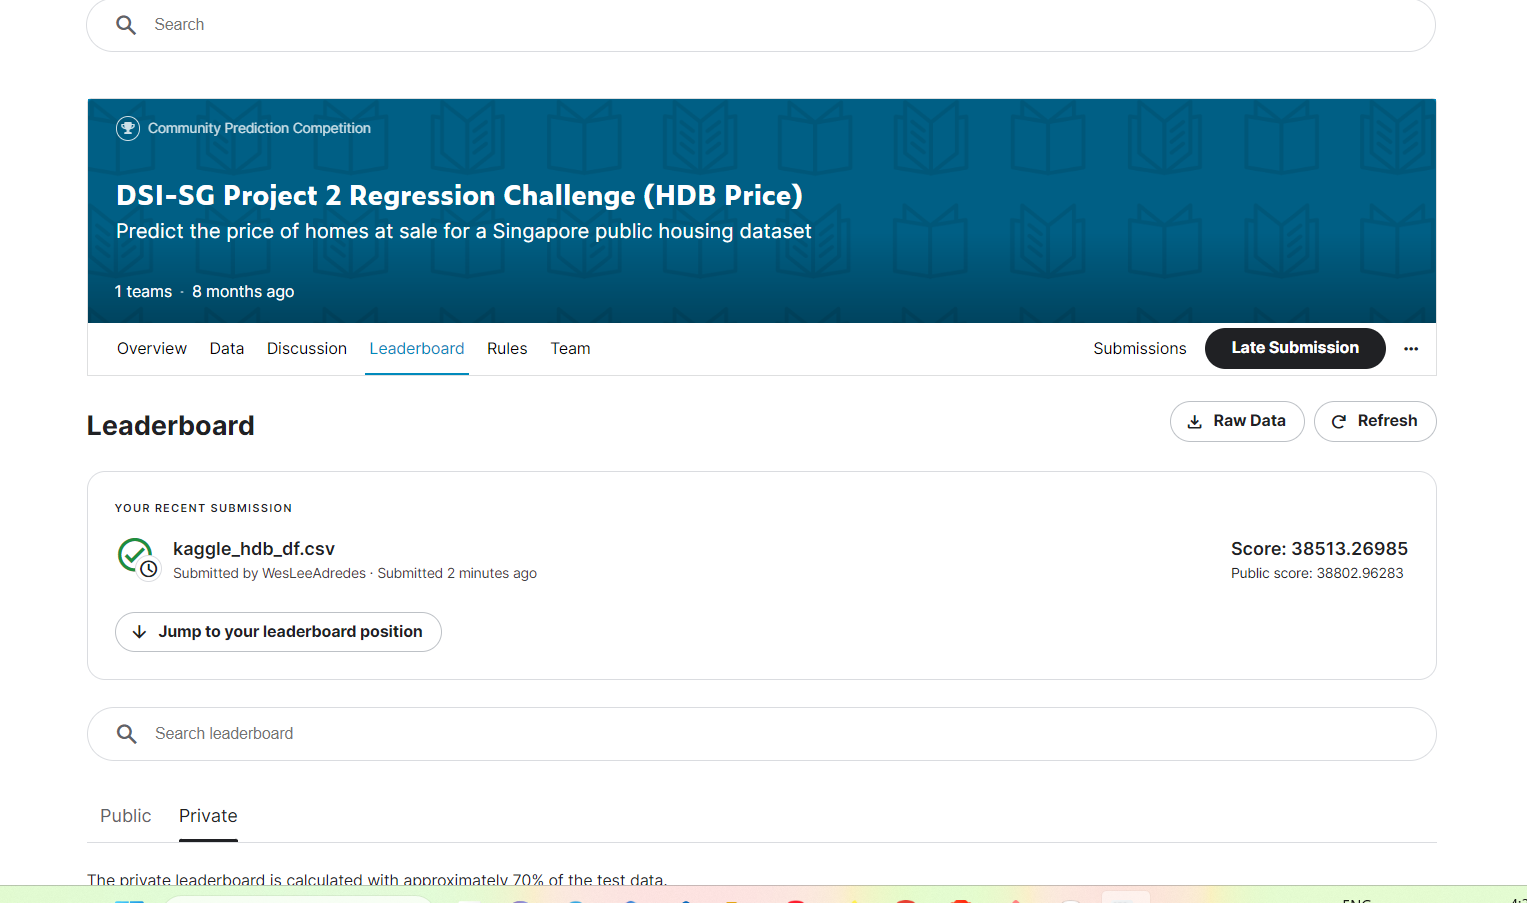 Search
Community Prediction Competition
DSI-SG Project 2 Regression Challenge (HDB Price)
Predict the price of homes at sale for a Singapore public housing dataset
1 teams · 8 months ago
Overview Data Discussion Leaderboard Rules Team Submissions Late Submission
Leaderboard
Raw Data Refresh
YOUR RECENT SUBMISSION
kaggle_hdb_df.csv Score: 38513.26985
Submitted by WesLeeAdredes · Submitted 2 minutes ago Public score: 38802.96283
Jump to your leaderboard position
Search leaderboard
Public Private
The private leaderboard is calculated with approximately 70% of the test data.
ENG